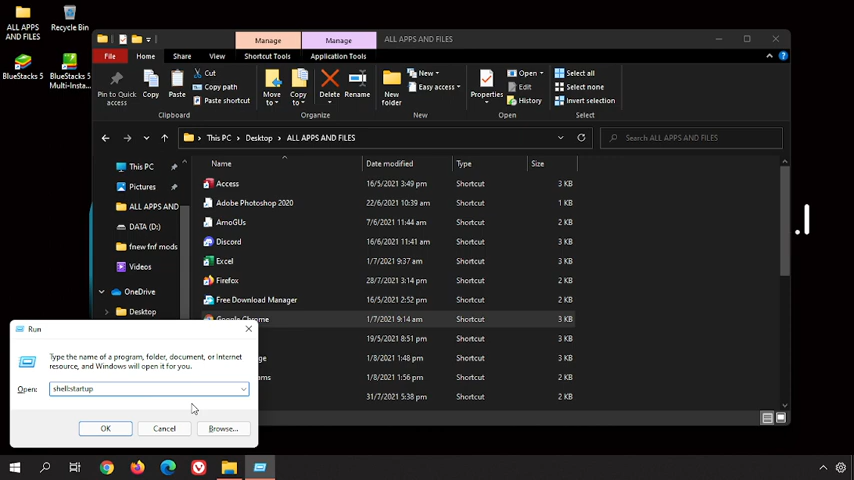 ALL APPS
AND FILES
Recycle Bin
BlueStacks 5
BlueStacks 5
Multi-Insta...
Manage
Manage
ALL APPS AND FILES
File
Home
Share
View
Shortcut Tools
Application Tools
Pin to Quick
access
Copy
Paste
Cut
Copy path
Paste shortcut
Clipboard
Move
to
Copy
to
Delete
Rename
Organize
New
folder
New
Easy access
New
Properties
Open
Edit
History
Open
Select all
Select none
Invert selection
Select
This PC
Desktop
ALL APPS AND FILES
Search ALL APPS AND FILES
This PC
Pictures
ALL APPS AND
DATA (D:)
fnew fnf mods
Videos
OneDrive
Desktop
Name Date modified Type Size
Access 16/5/2021 3:49 pm Shortcut 3 KB
Adobe Photoshop 2020 22/6/2021 10:39 am Shortcut 1 KB
AmoGUs 7/6/2021 11:44 am Shortcut 2 KB
Discord 16/6/2021 11:41 am Shortcut 3 KB
Excel 1/7/2021 9:37 am Shortcut 3 KB
Firefox 28/7/2021 3:14 pm Shortcut 2 KB
Free Download Manager 16/6/2021 2:52 pm Shortcut 2 KB
Google Chrome 1/7/2021 9:14 am Shortcut 3 KB
19/5/2021 8:51 pm Shortcut 2 KB
1/8/2021 1:48 pm Shortcut 2 KB
1/8/2021 1:56 pm Shortcut 2 KB
31/7/2021 5:38 pm Shortcut 2 KB
Run
Type the name of a program, folder, document, or Internet
resource, and Windows will open it for you.
Open:
shell:startup
OK
Cancel
Browse...